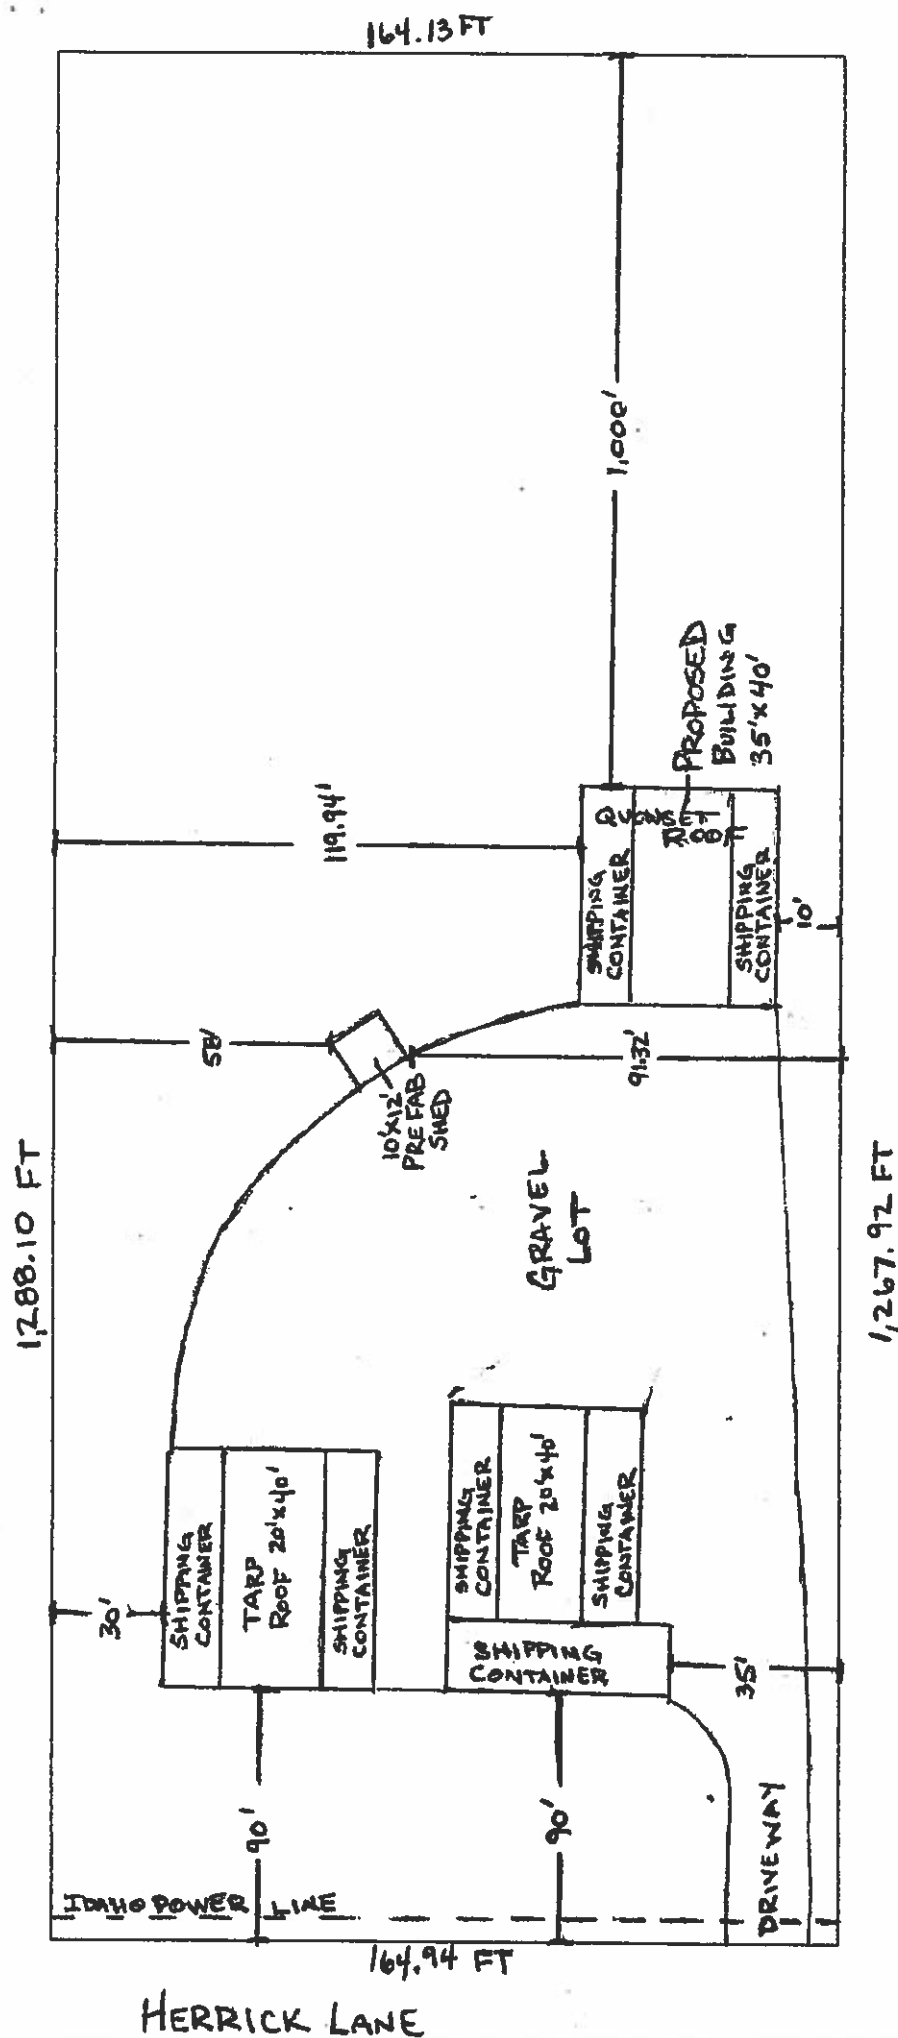 164.13 FT
1,000'
PROPOSED
BUILIDING
35'x40'
119.94'
QUONSET
ROOF
SHIPPING
CONTAINER
SHIPPING
CONTAINER
10'
58'
10'x12'
PREFAB
SHED
91.32'
1,288.10 FT
GRAVEL
LOT
1,267.92 FT
30'
SHIPPING
CONTAINER
TARP
ROOF 20'x40'
SHIPPING
CONTAINER
SHIPPING
CONTAINER
TARP
ROOF 20'x40'
SHIPPING
CONTAINER
SHIPPING
CONTAINER
35'
90'
90'
DRIVEWAY
IDAHO POWER LINE
164.94 FT
HERRICK LANE